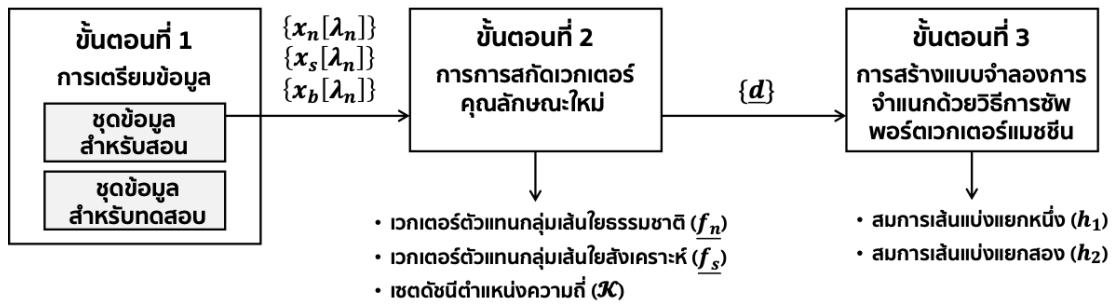 ขั้นตอนที่ 1
การเตรียมข้อมูล
ชุดข้อมูล
สำหรับสอน
ชุดข้อมูล
สำหรับทดสอบ
{x_n[λ_n]}
{x_s[λ_n]}
{x_b[λ_n]}
ขั้นตอนที่ 2
การการสกัดเวกเตอร์
คุณลักษณะใหม่
{d}
ขั้นตอนที่ 3
การสร้างแบบจำลองการ
จำแนกด้วยวิธีการซัพ
พอร์ตเวกเตอร์แมชชีน
• เวกเตอร์ตัวแทนกลุ่มเส้นใยธรรมชาติ (f_n)
• เวกเตอร์ตัวแทนกลุ่มเส้นใยสังเคราะห์ (f_s)
• เซตดัชนีตำแหน่งความถี่ (𝒦)
• สมการเส้นแบ่งแยกหนึ่ง (h_1)
• สมการเส้นแบ่งแยกสอง (h_2)